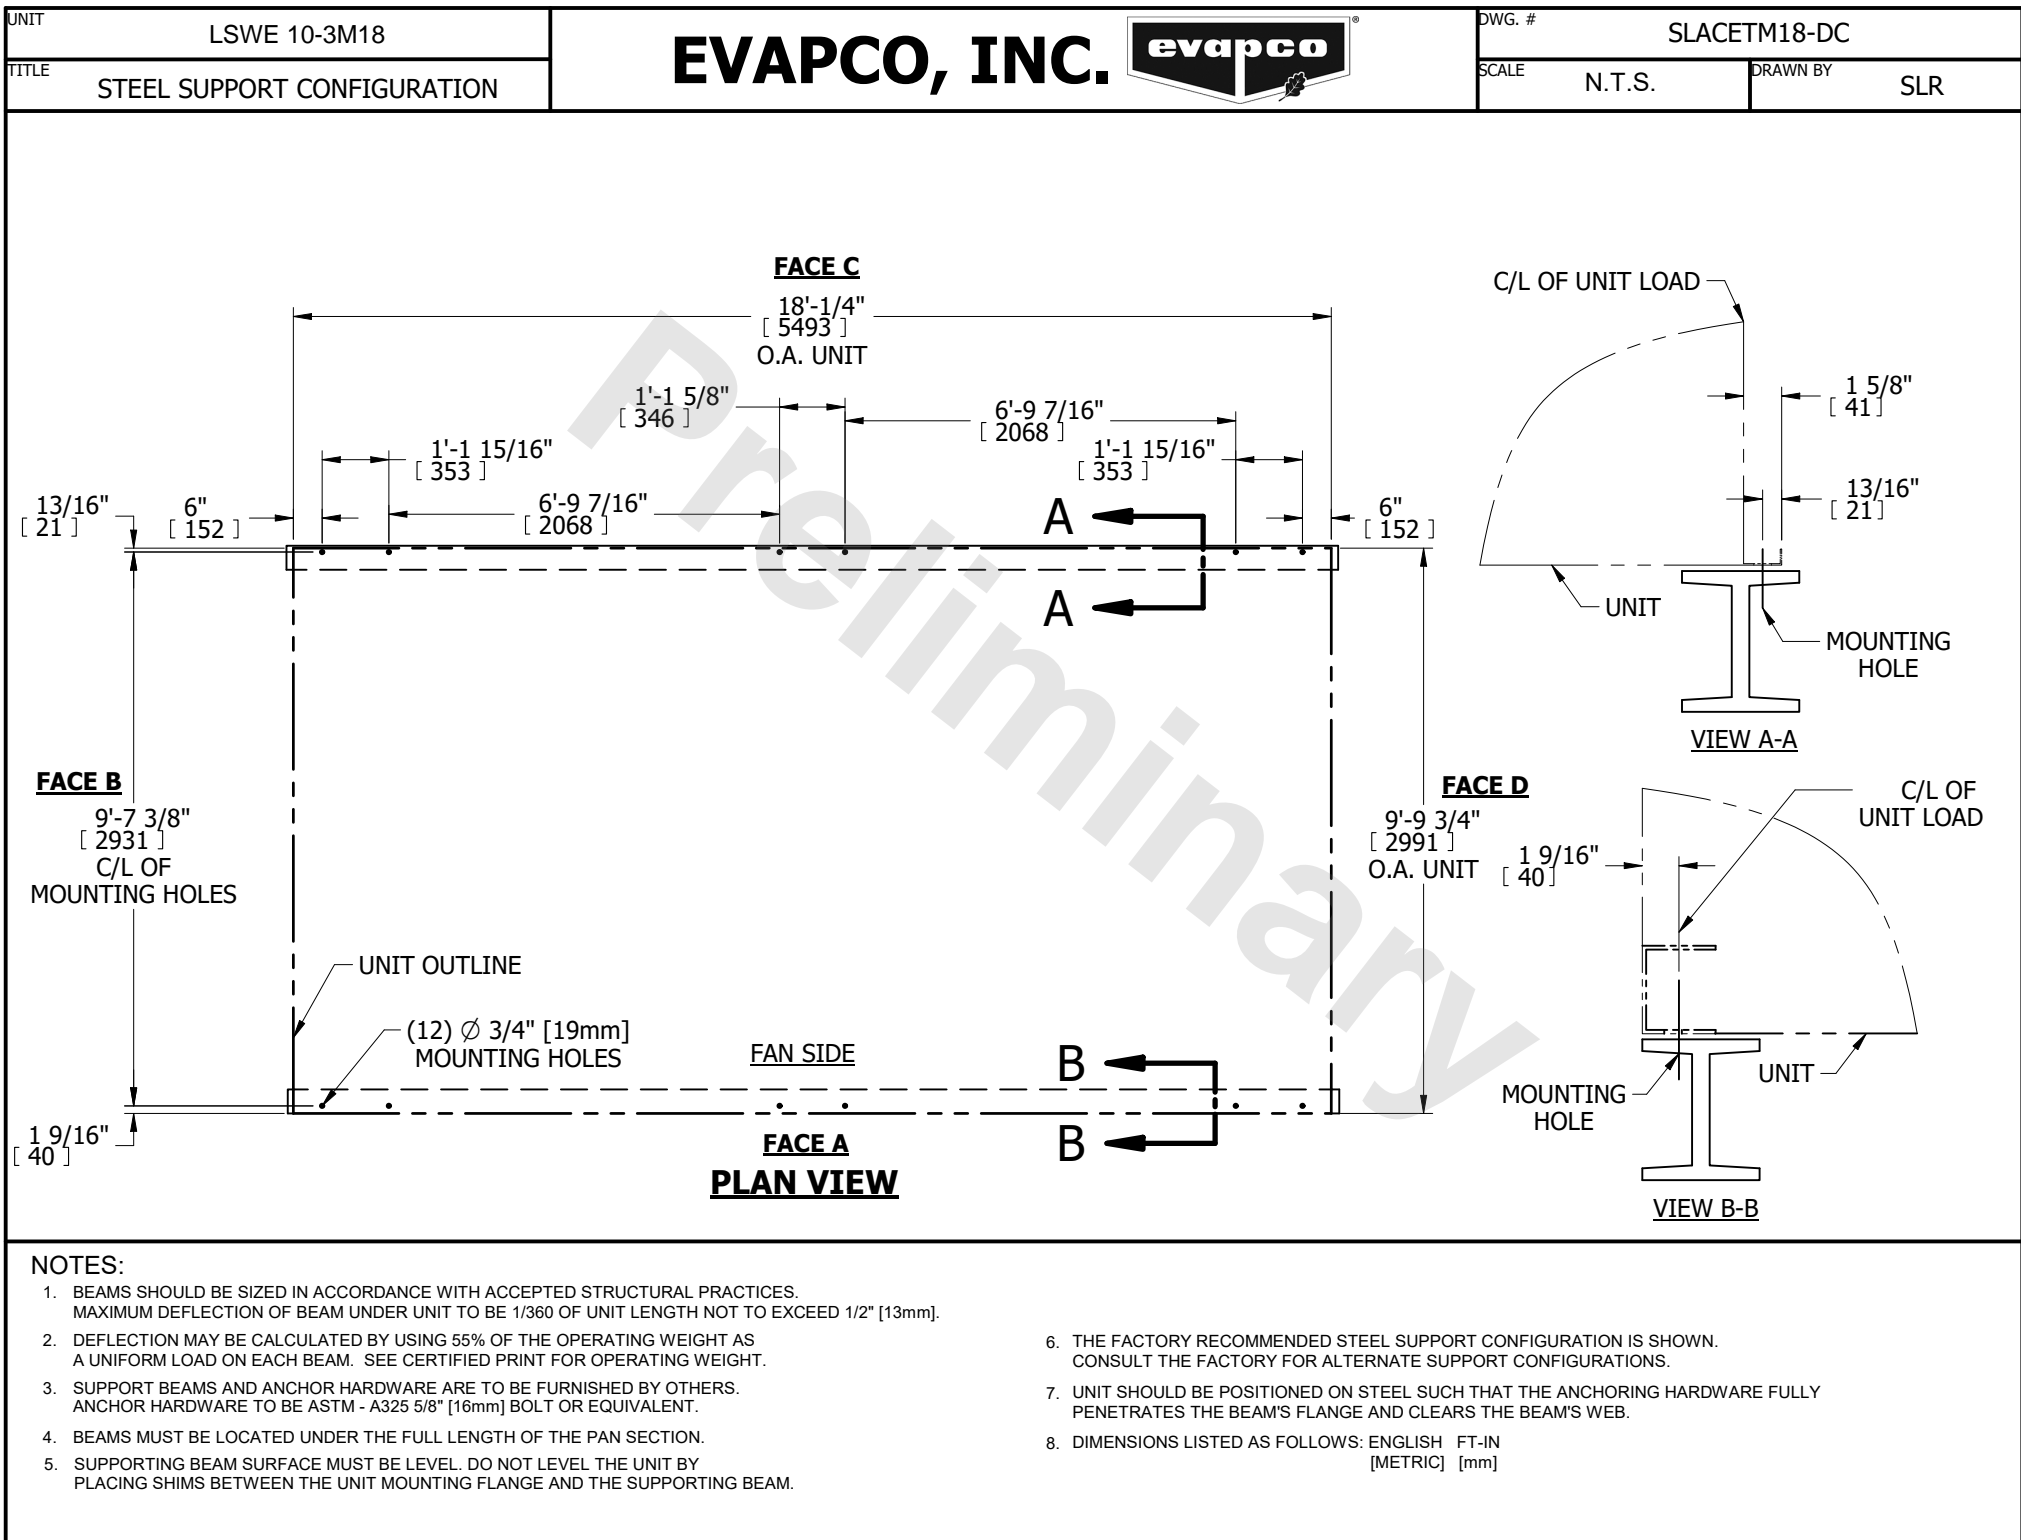 UNIT
LSWE 10-3M18
TITLE
STEEL SUPPORT CONFIGURATION
EVAPCO, INC.
evapco
®
DWG. #
SLACETM18-DC
SCALE
N.T.S.
DRAWN BY
SLR
FACE C
18'-1/4"
[ 5493 ]
O.A. UNIT
1'-1 5/8"
[ 346 ]
6'-9 7/16"
[ 2068 ]
1'-1 15/16"
[ 353 ]
1'-1 15/16"
[ 353 ]
13/16"
[ 21 ]
6"
[ 152 ]
6'-9 7/16"
[ 2068 ]
6"
[ 152 ]
A
A
FACE B
9'-7 3/8"
[ 2931 ]
C/L OF
MOUNTING HOLES
FACE D
9'-9 3/4"
[ 2991 ]
O.A. UNIT
UNIT OUTLINE
(12) Ø 3/4" [19mm]
MOUNTING HOLES
FAN SIDE
B
B
1 9/16"
[ 40 ]
FACE A
PLAN VIEW
Preliminary
C/L OF UNIT LOAD
1 5/8"
[ 41 ]
13/16"
[ 21 ]
UNIT
MOUNTING
HOLE
VIEW A-A
C/L OF
UNIT LOAD
1 9/16"
[ 40 ]
UNIT
MOUNTING
HOLE
VIEW B-B
NOTES:
1. BEAMS SHOULD BE SIZED IN ACCORDANCE WITH ACCEPTED STRUCTURAL PRACTICES.
MAXIMUM DEFLECTION OF BEAM UNDER UNIT TO BE 1/360 OF UNIT LENGTH NOT TO EXCEED 1/2" [13mm].
2. DEFLECTION MAY BE CALCULATED BY USING 55% OF THE OPERATING WEIGHT AS
A UNIFORM LOAD ON EACH BEAM. SEE CERTIFIED PRINT FOR OPERATING WEIGHT.
3. SUPPORT BEAMS AND ANCHOR HARDWARE ARE TO BE FURNISHED BY OTHERS.
ANCHOR HARDWARE TO BE ASTM - A325 5/8" [16mm] BOLT OR EQUIVALENT.
4. BEAMS MUST BE LOCATED UNDER THE FULL LENGTH OF THE PAN SECTION.
5. SUPPORTING BEAM SURFACE MUST BE LEVEL. DO NOT LEVEL THE UNIT BY
PLACING SHIMS BETWEEN THE UNIT MOUNTING FLANGE AND THE SUPPORTING BEAM.
6. THE FACTORY RECOMMENDED STEEL SUPPORT CONFIGURATION IS SHOWN.
CONSULT THE FACTORY FOR ALTERNATE SUPPORT CONFIGURATIONS.
7. UNIT SHOULD BE POSITIONED ON STEEL SUCH THAT THE ANCHORING HARDWARE FULLY
PENETRATES THE BEAM'S FLANGE AND CLEARS THE BEAM'S WEB.
8. DIMENSIONS LISTED AS FOLLOWS: ENGLISH FT-IN
[METRIC] [mm]